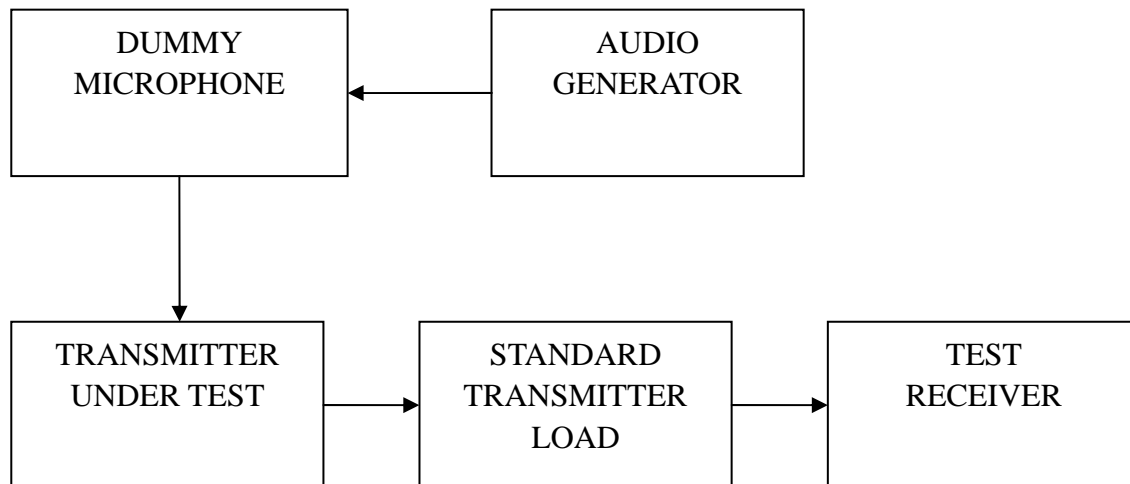 DUMMY
MICROPHONE
AUDIO
GENERATOR
TRANSMITTER
UNDER TEST
STANDARD
TRANSMITTER
LOAD
TEST
RECEIVER